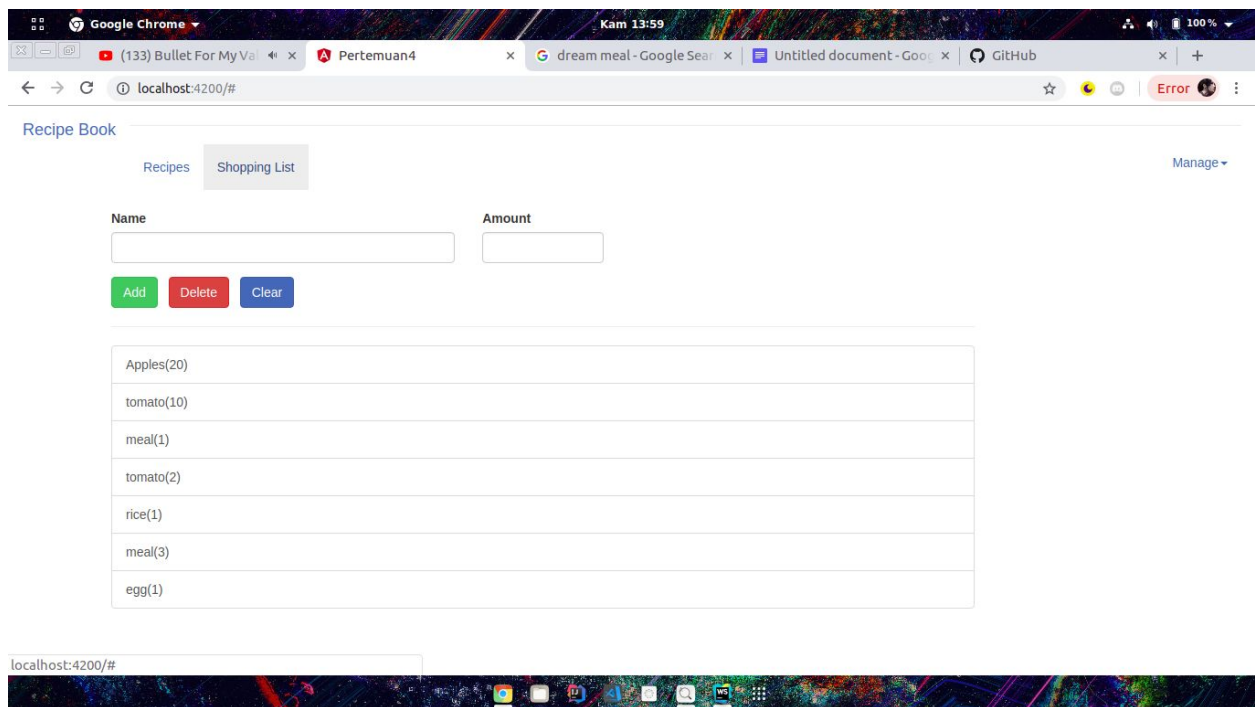 Google Chrome
Kam 13:59
100 %
(133) Bullet For My Val
Pertemuan4
dream meal - Google Sear
Untitled document - Goog
GitHub
localhost:4200/#
Error
Recipe Book
Recipes
Shopping List
Manage
Name
Amount
Add
Delete
Clear
Apples(20)
tomato(10)
meal(1)
tomato(2)
rice(1)
meal(3)
egg(1)
localhost:4200/#
WS